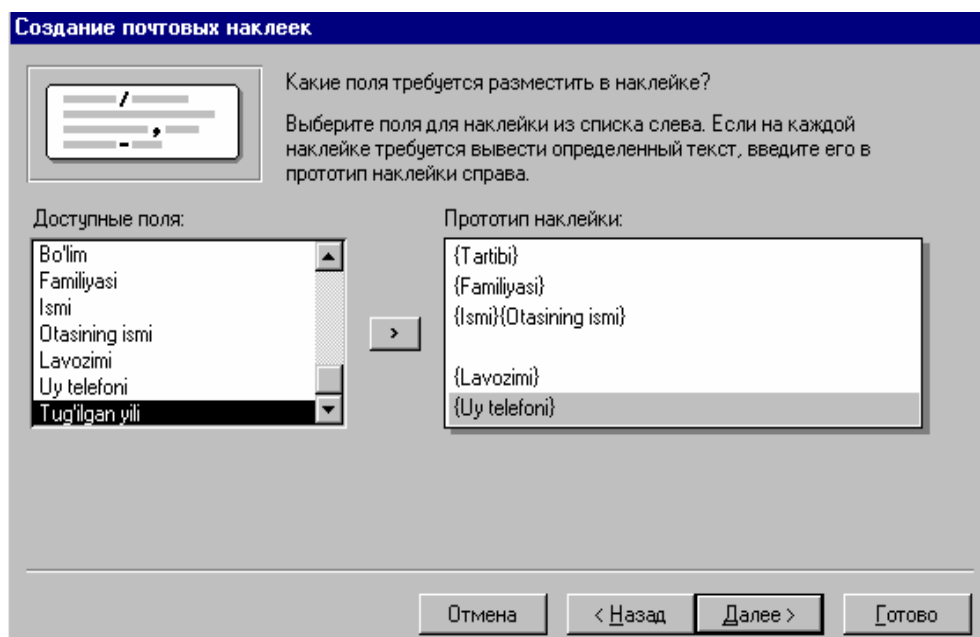 Создание почтовых наклеек
Какие поля требуется разместить в наклейке?
Выберите поля для наклейки из списка слева. Если на каждой
наклейке требуется вывести определенный текст, введите его в
прототип наклейки справа.
Доступные поля:
Bo'lim
Familiyasi
Ismi
Otasining ismi
Lavozimi
Uy telefoni
Tug'ilgan yili
>
Прототип наклейки:
{Tartibi}
{Familiyasi}
{Ismi}{Otasining ismi}
{Lavozimi}
{Uy telefoni}
Отмена
< Назад
Далее >
Готово